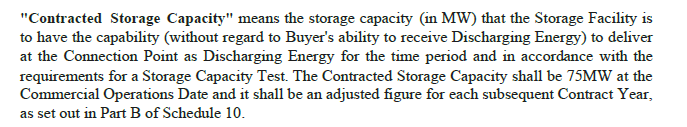 "Contracted Storage Capacity" means the storage capacity (in MW) that the Storage Facility is
to have the capability (without regard to Buyer's ability to receive Discharging Energy) to deliver
at the Connection Point as Discharging Energy for the time period and in accordance with the
requirements for a Storage Capacity Test. The Contracted Storage Capacity shall be 75MW at the
Commercial Operations Date and it shall be an adjusted figure for each subsequent Contract Year,
as set out in Part B of Schedule 10.